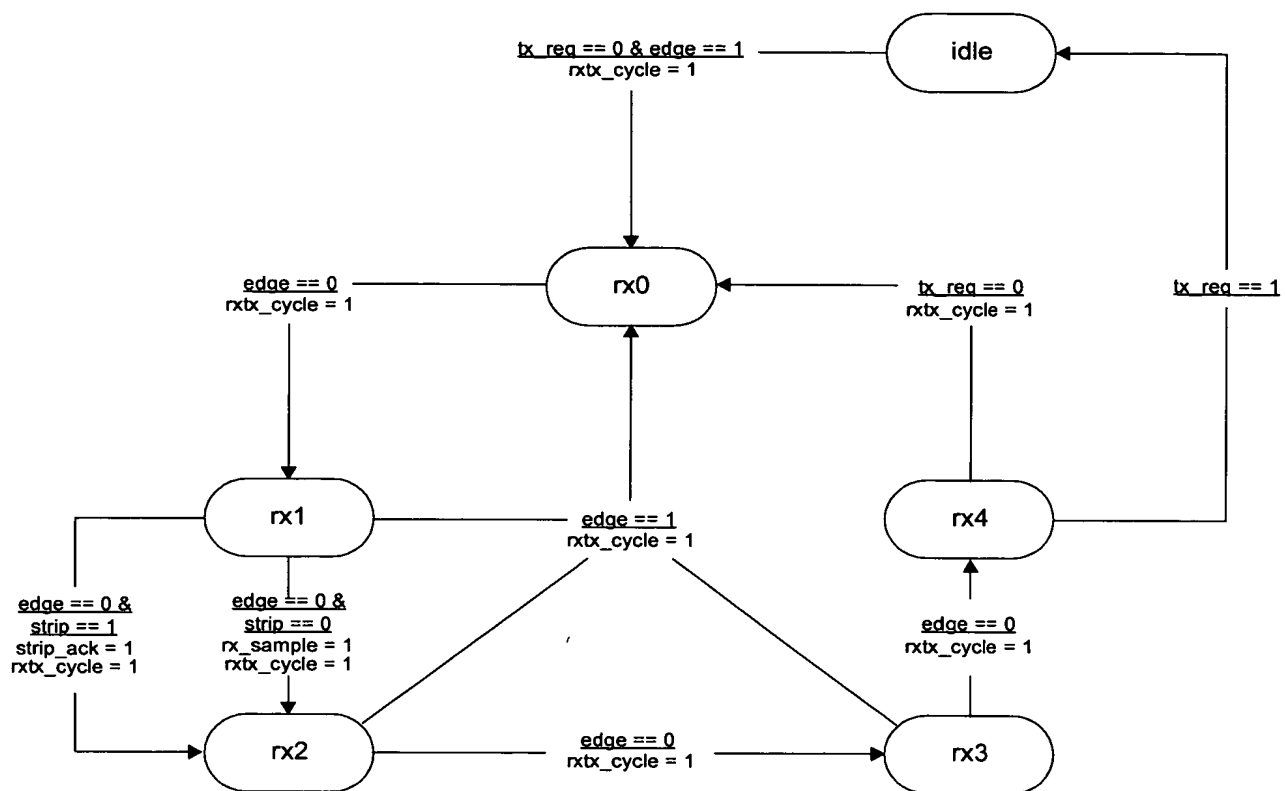 tx_req == 0 & edge == 1
rxtx_cycle = 1
idle
edge == 0
rxtx_cycle = 1
rx0
tx_req == 0
rxtx_cycle = 1
tx_req == 1
rx1
edge == 1
rxtx_cycle = 1
rx4
edge == 0 &
strip == 1
strip_ack = 1
rxtx_cycle = 1
edge == 0 &
strip == 0
rx_sample = 1
rxtx_cycle = 1
edge == 0
rxtx_cycle = 1
rx2
edge == 0
rxtx_cycle = 1
rx3